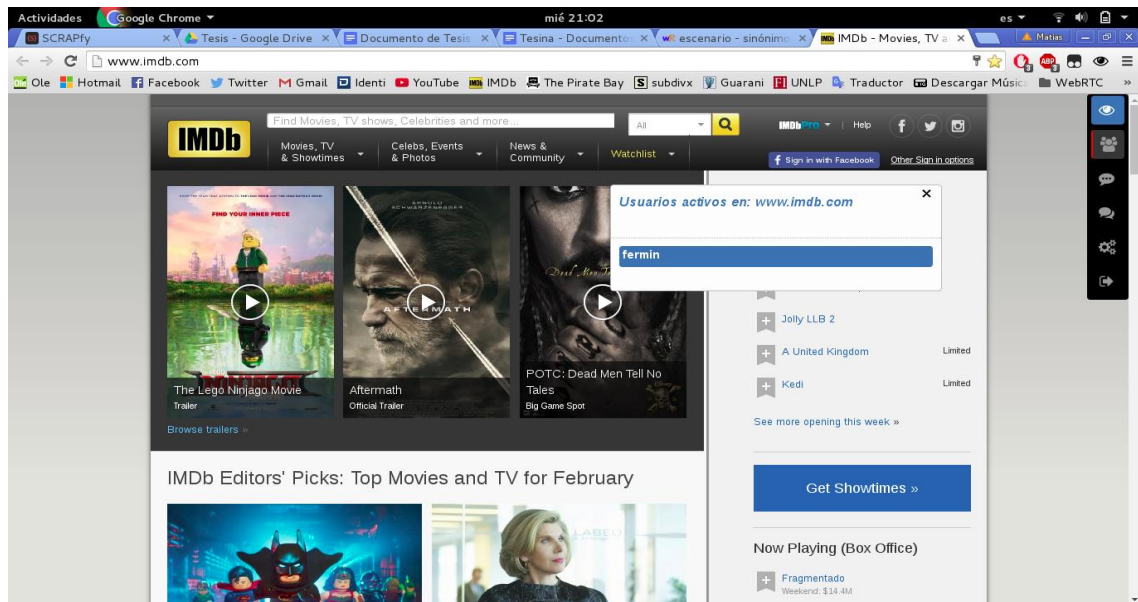 Actividades Google Chrome mié 21:02 es
SCRAPfy Tesis - Google Drive Documento de Tesis Tesina - Documento escenario - sinónimo IMDb - Movies, TV a Matias
www.imdb.com
Ole Hotmail Facebook Twitter Gmail Identi YouTube IMDb The Pirate Bay subdivx Guarani UNLP Traductor Descargar Música WebRTC »
IMDb
Find Movies, TV shows, Celebrities and more...
All
IMDbPro Help
Movies, TV
& Showtimes
Celebs, Events
& Photos
News &
Community
Watchlist
Sign in with Facebook
Other Sign in options
FIND YOUR INNER PIECE
ARNOLD
SCHWARZENEGGER
AFTERMATH
Usuarios activos en: www.imdb.com
fermin
The Lego Ninjago Movie
Trailer
Aftermath
Official Trailer
POTC: Dead Men Tell No
Tales
Big Game Spot
Browse trailers »
Jolly LLB 2
A United Kingdom Limited
Kedi Limited
See more opening this week »
IMDb Editors' Picks: Top Movies and TV for February
Get Showtimes »
Now Playing (Box Office)
Fragmentado
Weekend: $14.4M